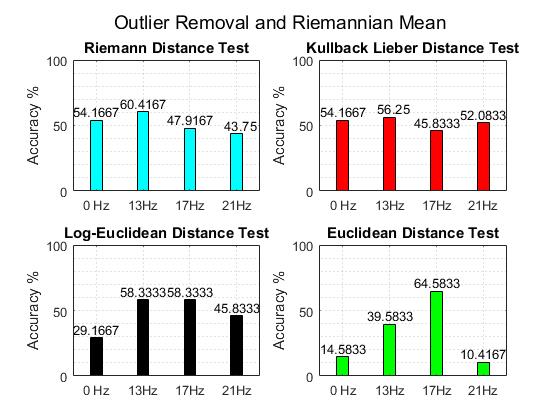 Outlier Removal and Riemannian Mean
Riemann Distance Test
Accuracy %
100
50
0
54.1667
60.4167
47.9167
43.75
0 Hz 13Hz 17Hz 21Hz
Kullback Lieber Distance Test
Accuracy %
100
50
0
54.1667
56.25
45.8333
52.0833
0 Hz 13Hz 17Hz 21Hz
Log-Euclidean Distance Test
Accuracy %
100
50
0
29.1667
58.3333
58.3333
45.8333
0 Hz 13Hz 17Hz 21Hz
Euclidean Distance Test
Accuracy %
100
50
0
14.5833
39.5833
64.5833
10.4167
0 Hz 13Hz 17Hz 21Hz